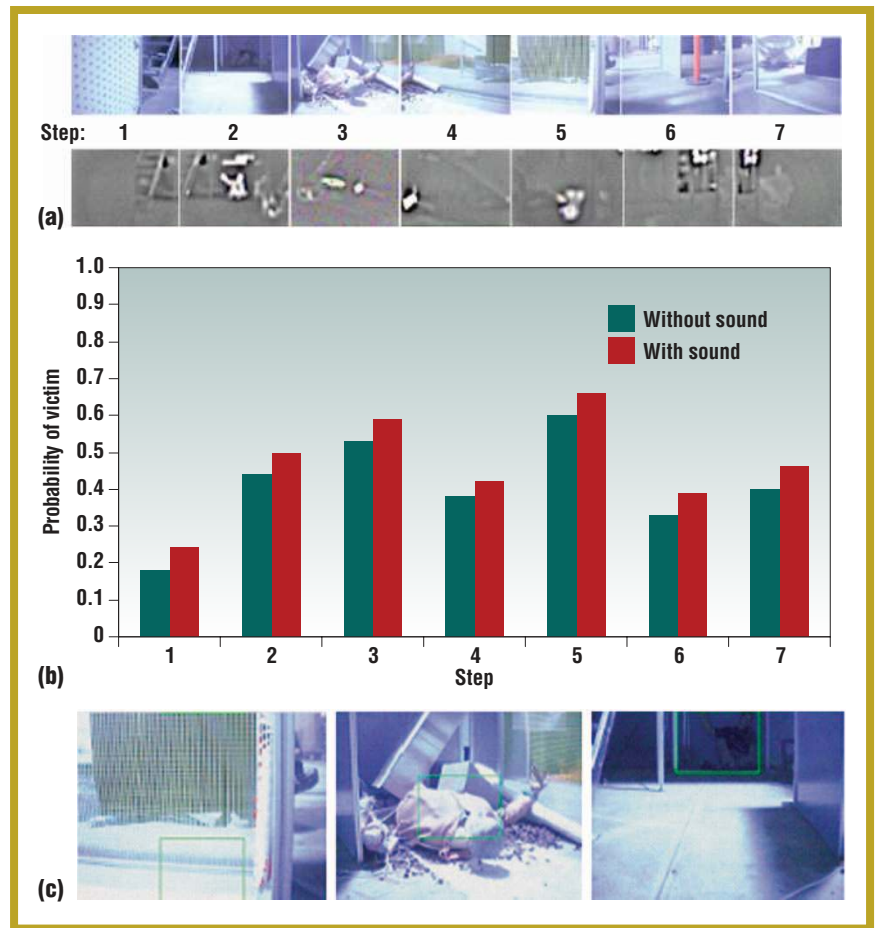 Step: 1 2 3 4 5 6 7
(a)
1.0
0.9
0.8
0.7
0.6
0.5
0.4
0.3
0.2
0.1
0
Probability of victim
Without sound
With sound
1 2 3 4 5 6 7
Step
(b)
(c)